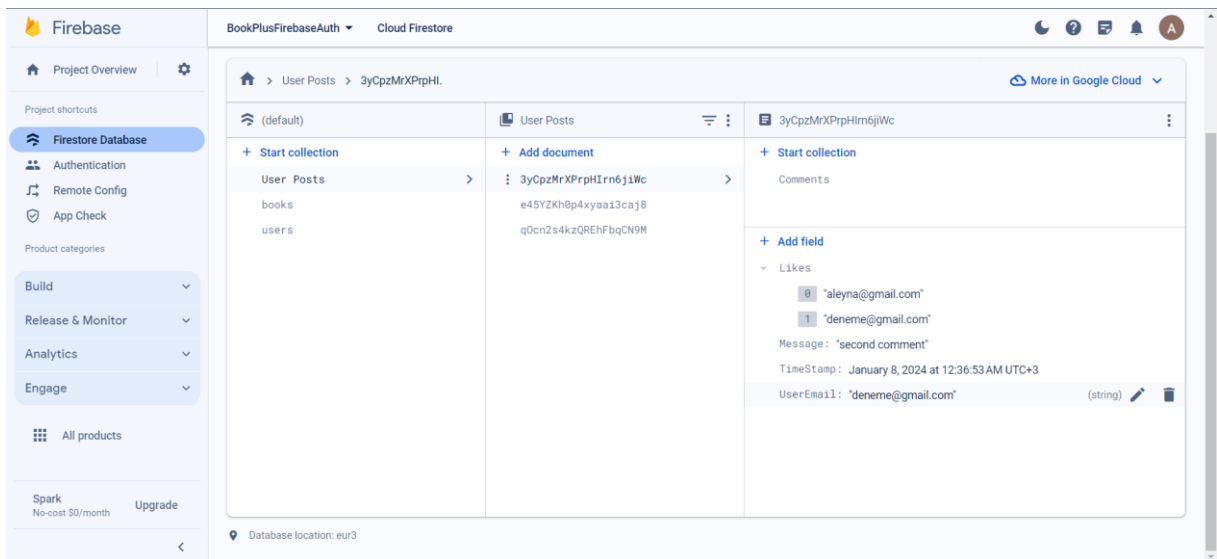 Firebase
BookPlusFirebaseAuth
Cloud Firestore
A
Project Overview
Project shortcuts
Firestore Database
Authentication
Remote Config
App Check
Product categories
Build
Release & Monitor
Analytics
Engage
All products
Spark
No-cost $0/month
Upgrade
User Posts
3yCpzMrXPrpHI.
More in Google Cloud
(default)
+ Start collection
User Posts
books
users
User Posts
+ Add document
3yCpzMrXPrpHIrn6jiWc
e45YZKh0p4xyaai3caj8
qOcn2s4kzQREhFbqCN9M
3yCpzMrXPrpHIrn6jiWc
+ Start collection
Comments
+ Add field
Likes
0 "aleyna@gmail.com"
1 "deneme@gmail.com"
Message: "second comment"
TimeStamp: January 8, 2024 at 12:36:53 AM UTC+3
UserEmail: "deneme@gmail.com" (string)
Database location: eur3